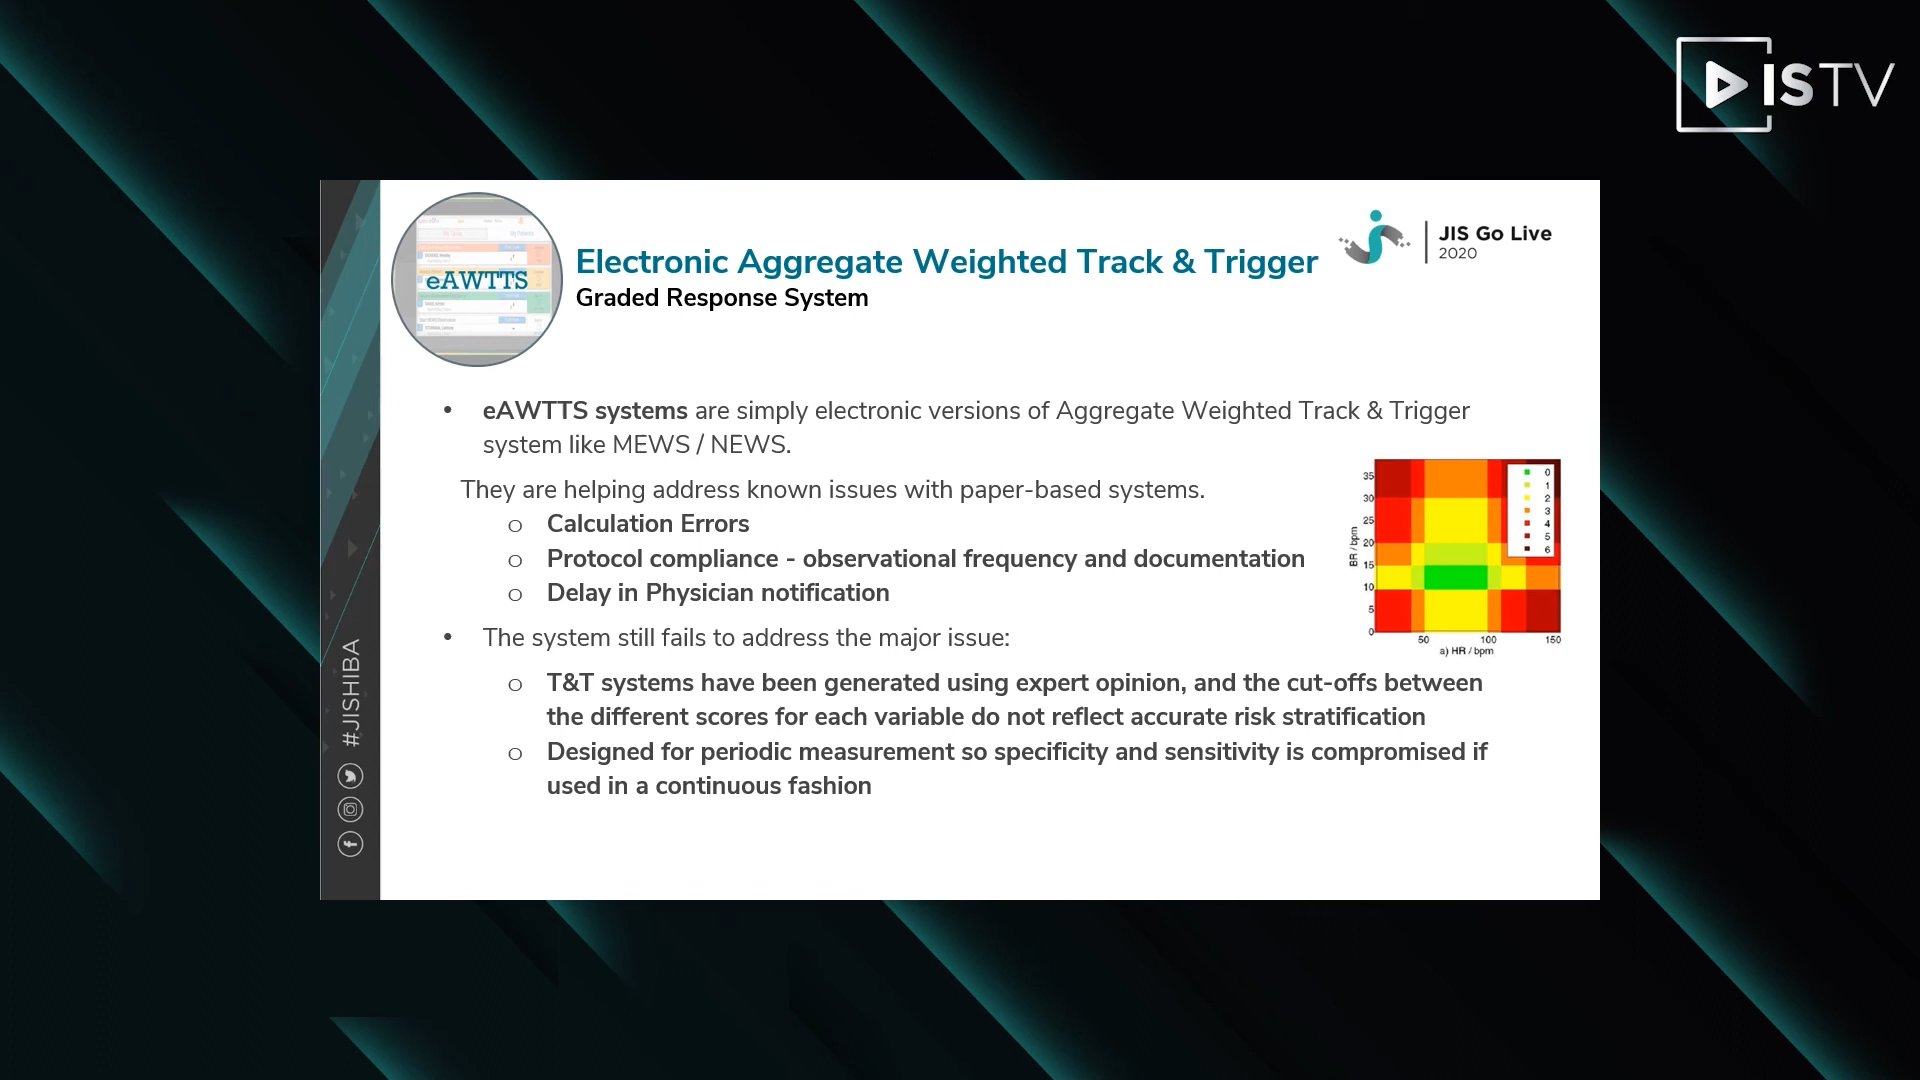 ISTV
eAWTTS
Electronic Aggregate Weighted Track & Trigger
Graded Response System
JIS Go Live
2020
• eAWTTS systems are simply electronic versions of Aggregate Weighted Track & Trigger
system like MEWS / NEWS.
They are helping address known issues with paper-based systems.
o Calculation Errors
o Protocol compliance - observational frequency and documentation
o Delay in Physician notification
• The system still fails to address the major issue:
o T&T systems have been generated using expert opinion, and the cut-offs between
the different scores for each variable do not reflect accurate risk stratification
o Designed for periodic measurement so specificity and sensitivity is compromised if
used in a continuous fashion
BR / bpm
35
30
25
20
15
10
5
0
50 100 150
a) HR / bpm
0
1
2
3
4
5
6
#JISHIBA